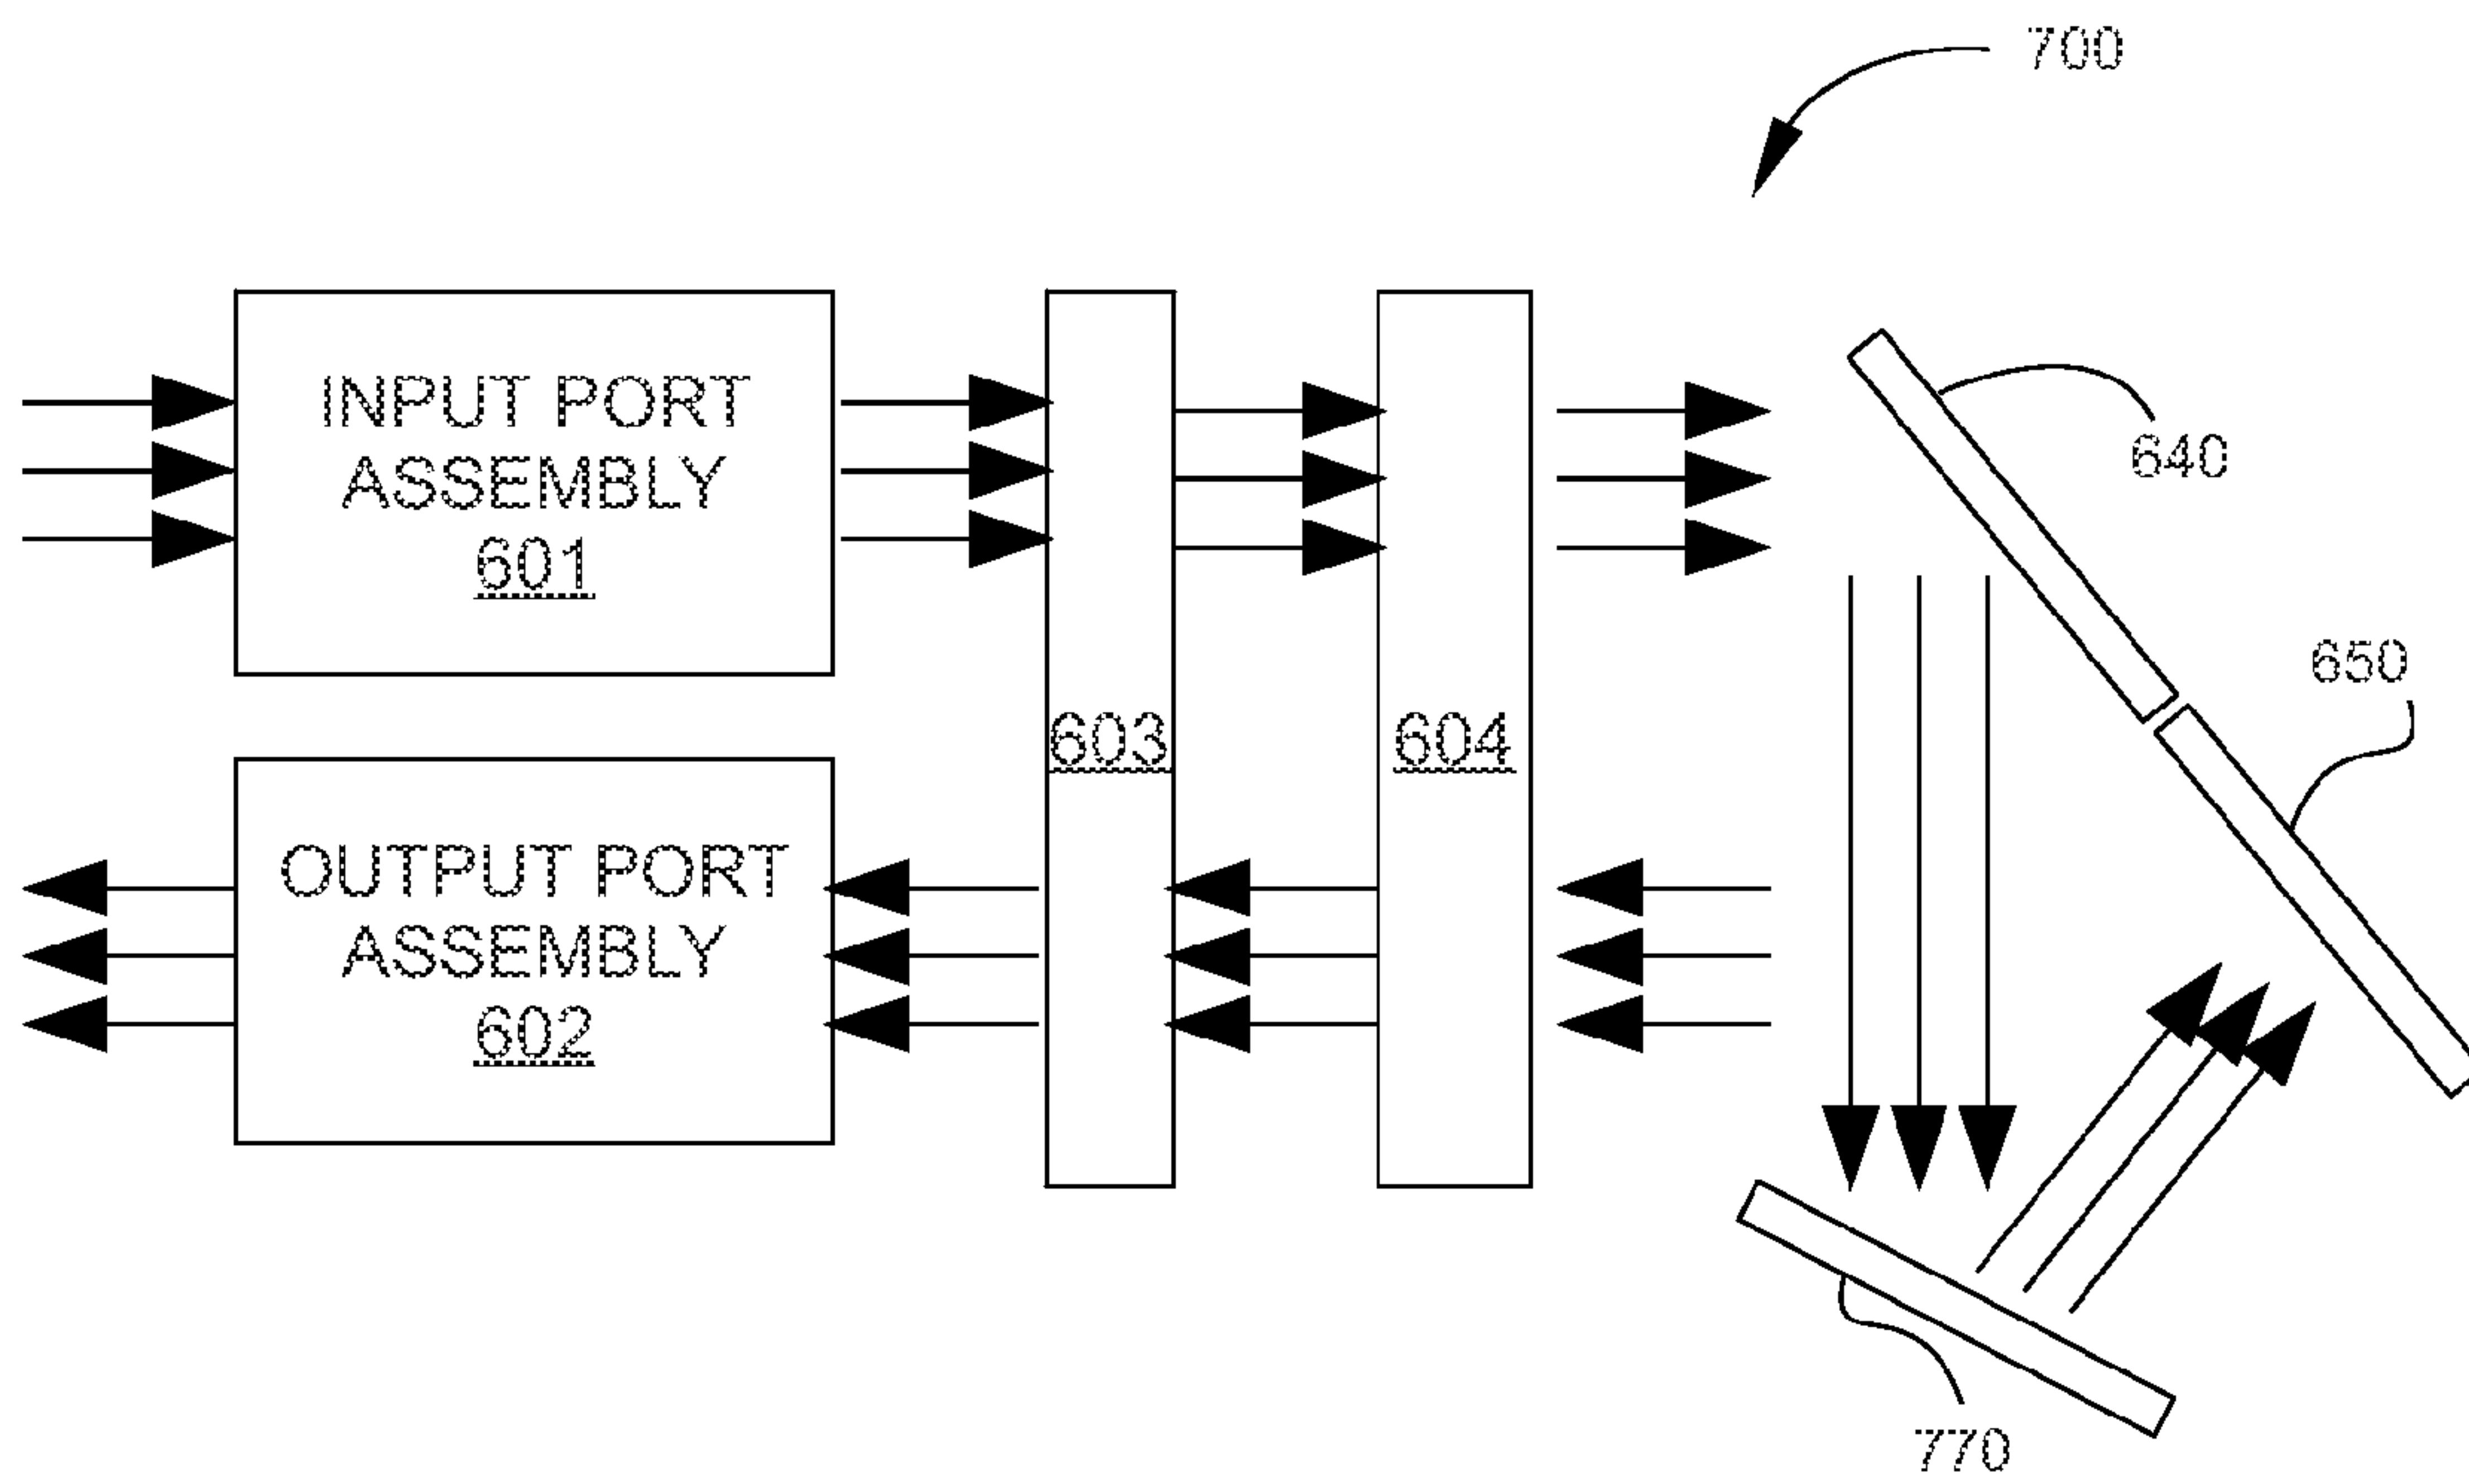 700
INPUT PORT
ASSEMBLY
601
640
650
603
604
OUTPUT PORT
ASSEMBLY
602
770